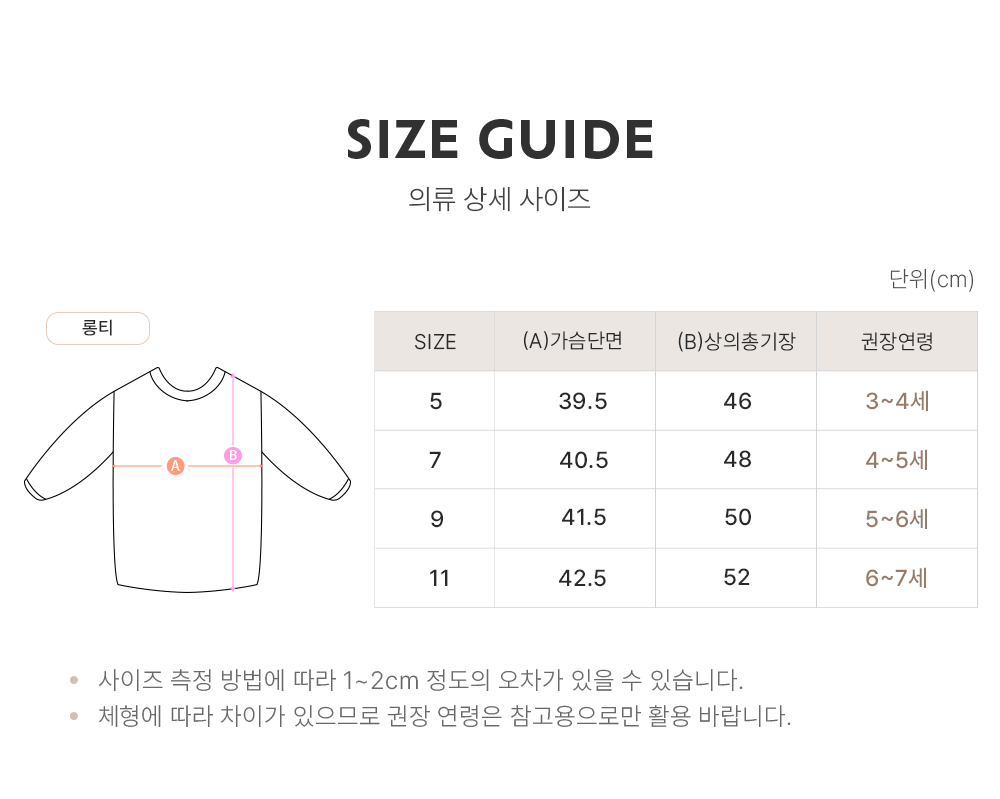 SIZE GUIDE
의류 상세 사이즈
단위(cm)
롱티
A
B
SIZE (A)가슴단면 (B)상의총기장 권장연령
5 39.5 46 3~4세
7 40.5 48 4~5세
9 41.5 50 5~6세
11 42.5 52 6~7세
• 사이즈 측정 방법에 따라 1~2cm 정도의 오차가 있을 수 있습니다.
• 체형에 따라 차이가 있으므로 권장 연령은 참고용으로만 활용 바랍니다.